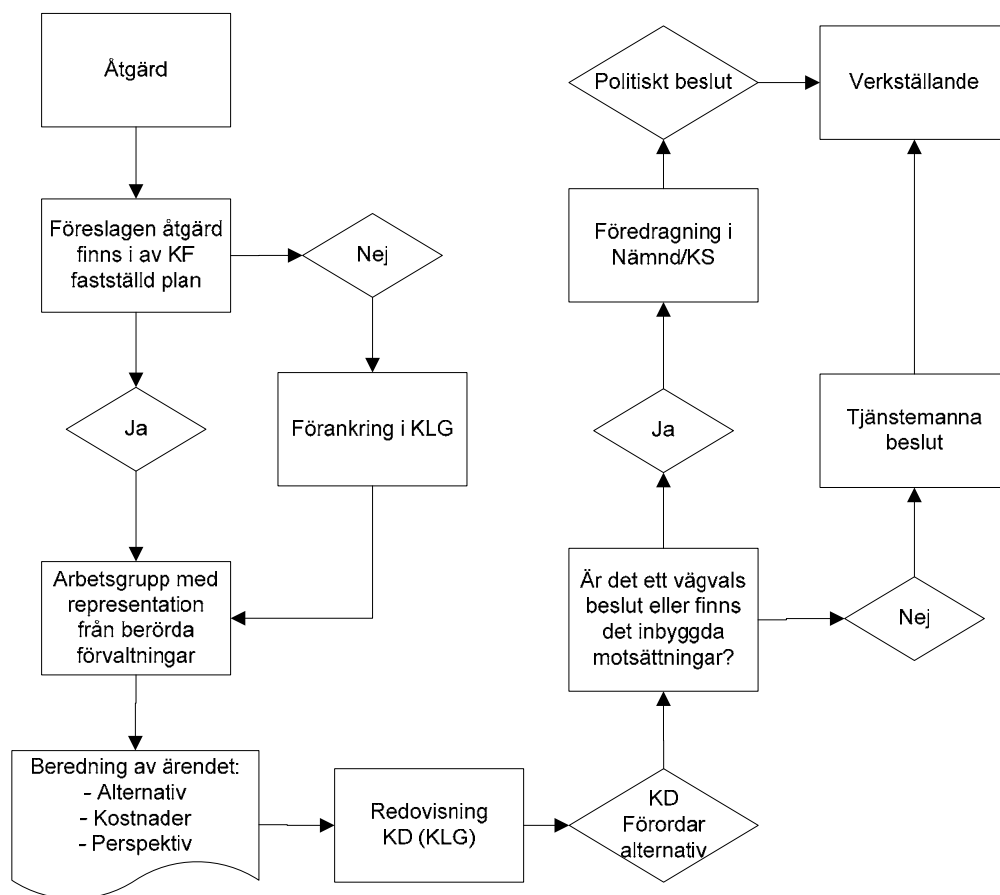 Åtgärd
Föreslagen åtgärd
finns i av KF
fastställd plan
Nej
Ja
Förankring i KLG
Arbetsgrupp med
representation
från berörda
förvaltningar
Beredning av ärendet:
- Alternativ
- Kostnader
- Perspektiv
Redovisning
KD (KLG)
KD
Förordar
alternativ
Är det ett vägvals
beslut eller finns
det inbyggda
motsättningar?
Ja
Nej
Föredragning i
Nämnd/KS
Tjänstemanna
beslut
Politiskt beslut
Verkställande